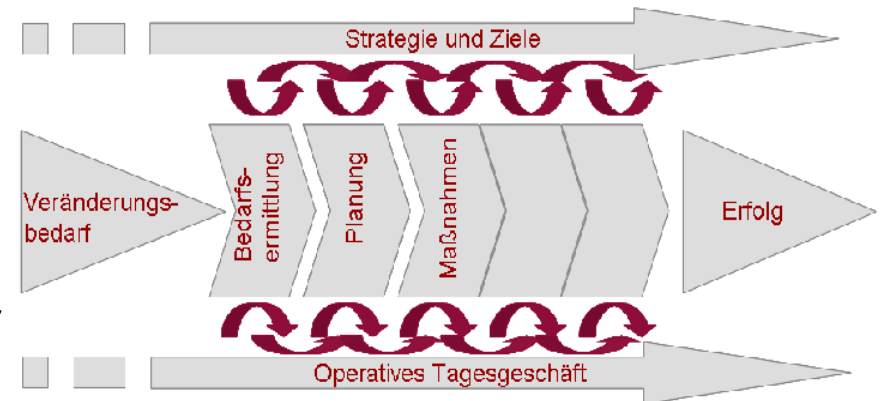 Strategie und Ziele
Veränderungs-
bedarf
Bedarfs-
ermittlung
Planung
Maßnahmen
Erfolg
Operatives Tagesgeschäft